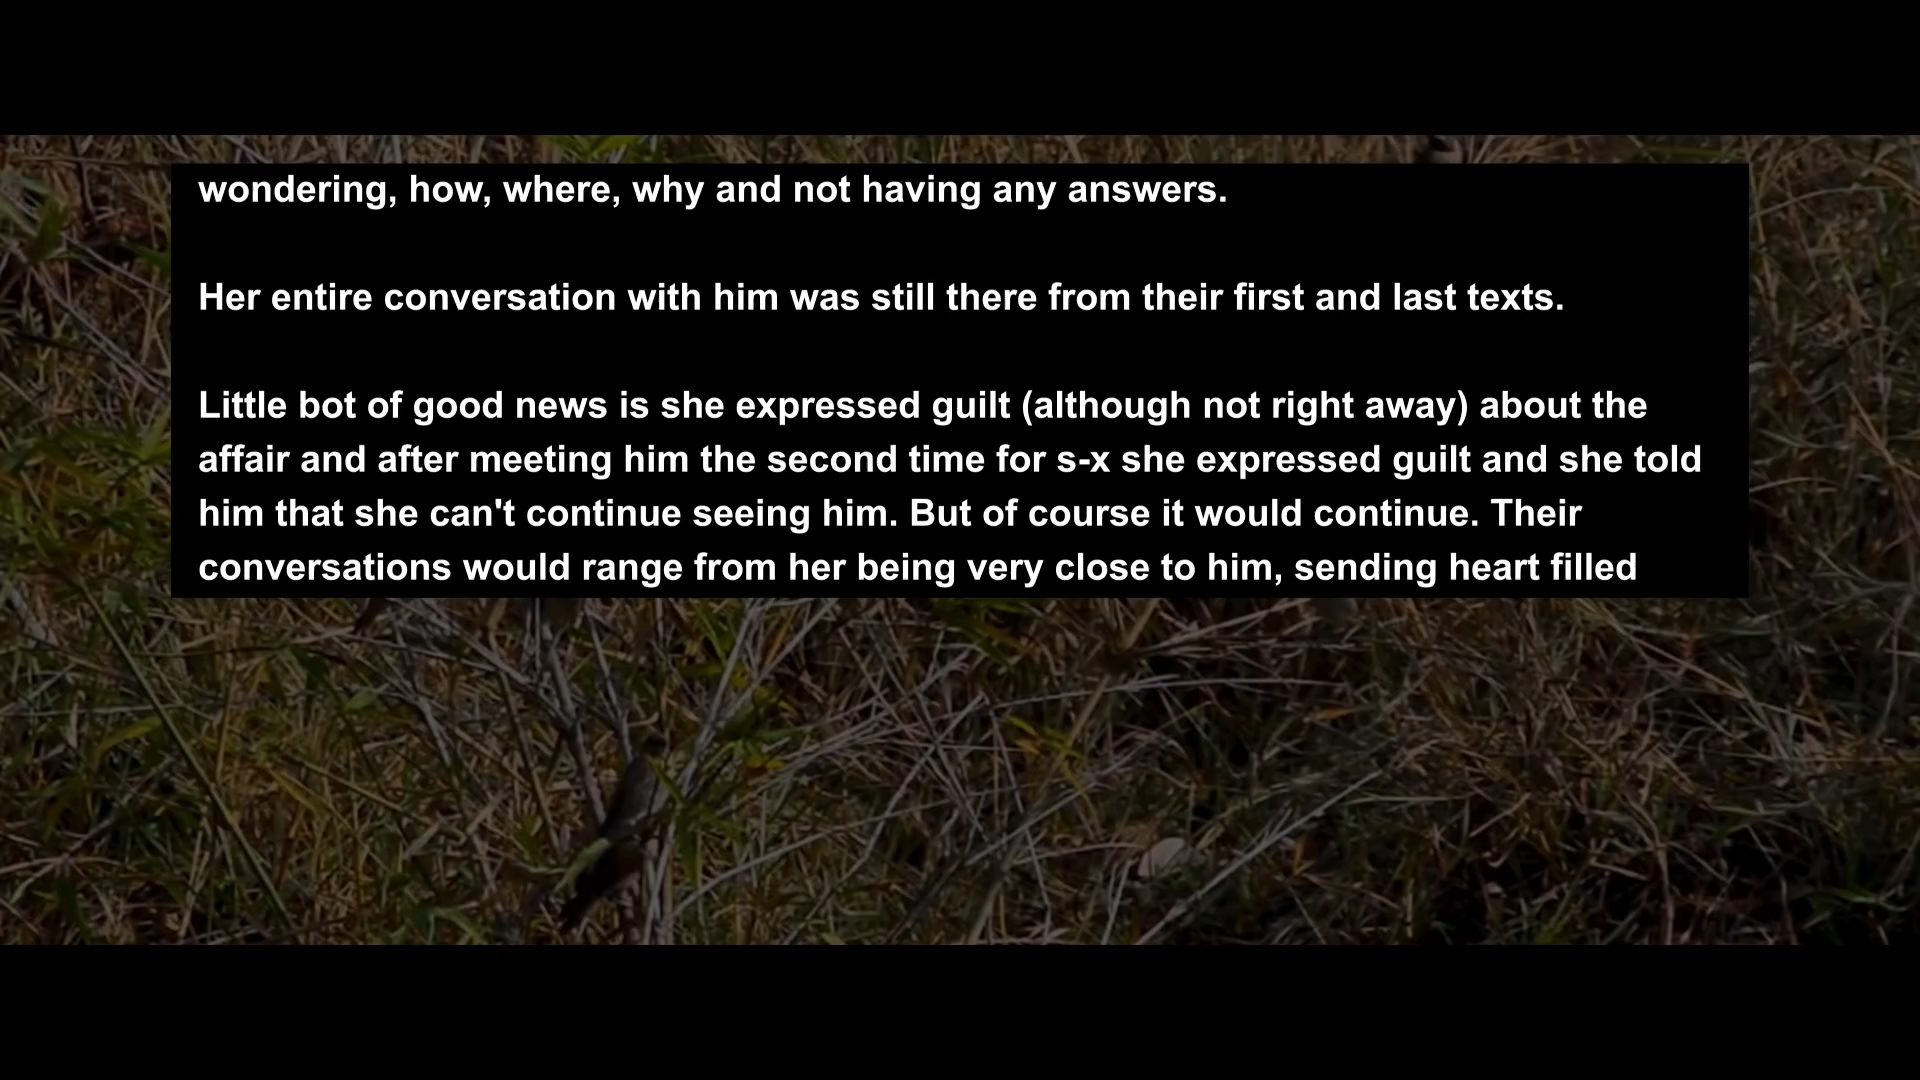 wondering, how, where, why and not having any answers.
Her entire conversation with him was still there from their first and last texts.
Little bot of good news is she expressed guilt (although not right away) about the
affair and after meeting him the second time for s-x she expressed guilt and she told
him that she can't continue seeing him. But of course it would continue. Their
conversations would range from her being very close to him, sending heart filled